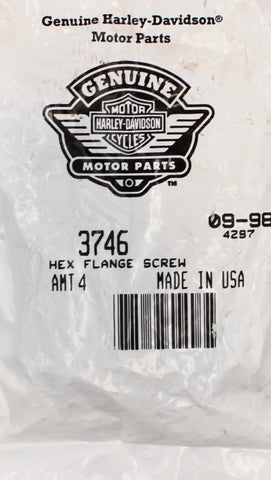 Genuine Harley-Davidson®
Motor Parts
GENUINE
MOTOR
HARLEY-DAVIDSON
CYCLES
MOTOR PARTS
™
09-98
4297
3746
HEX FLANGE SCREW
AMT 4 MADE IN USA